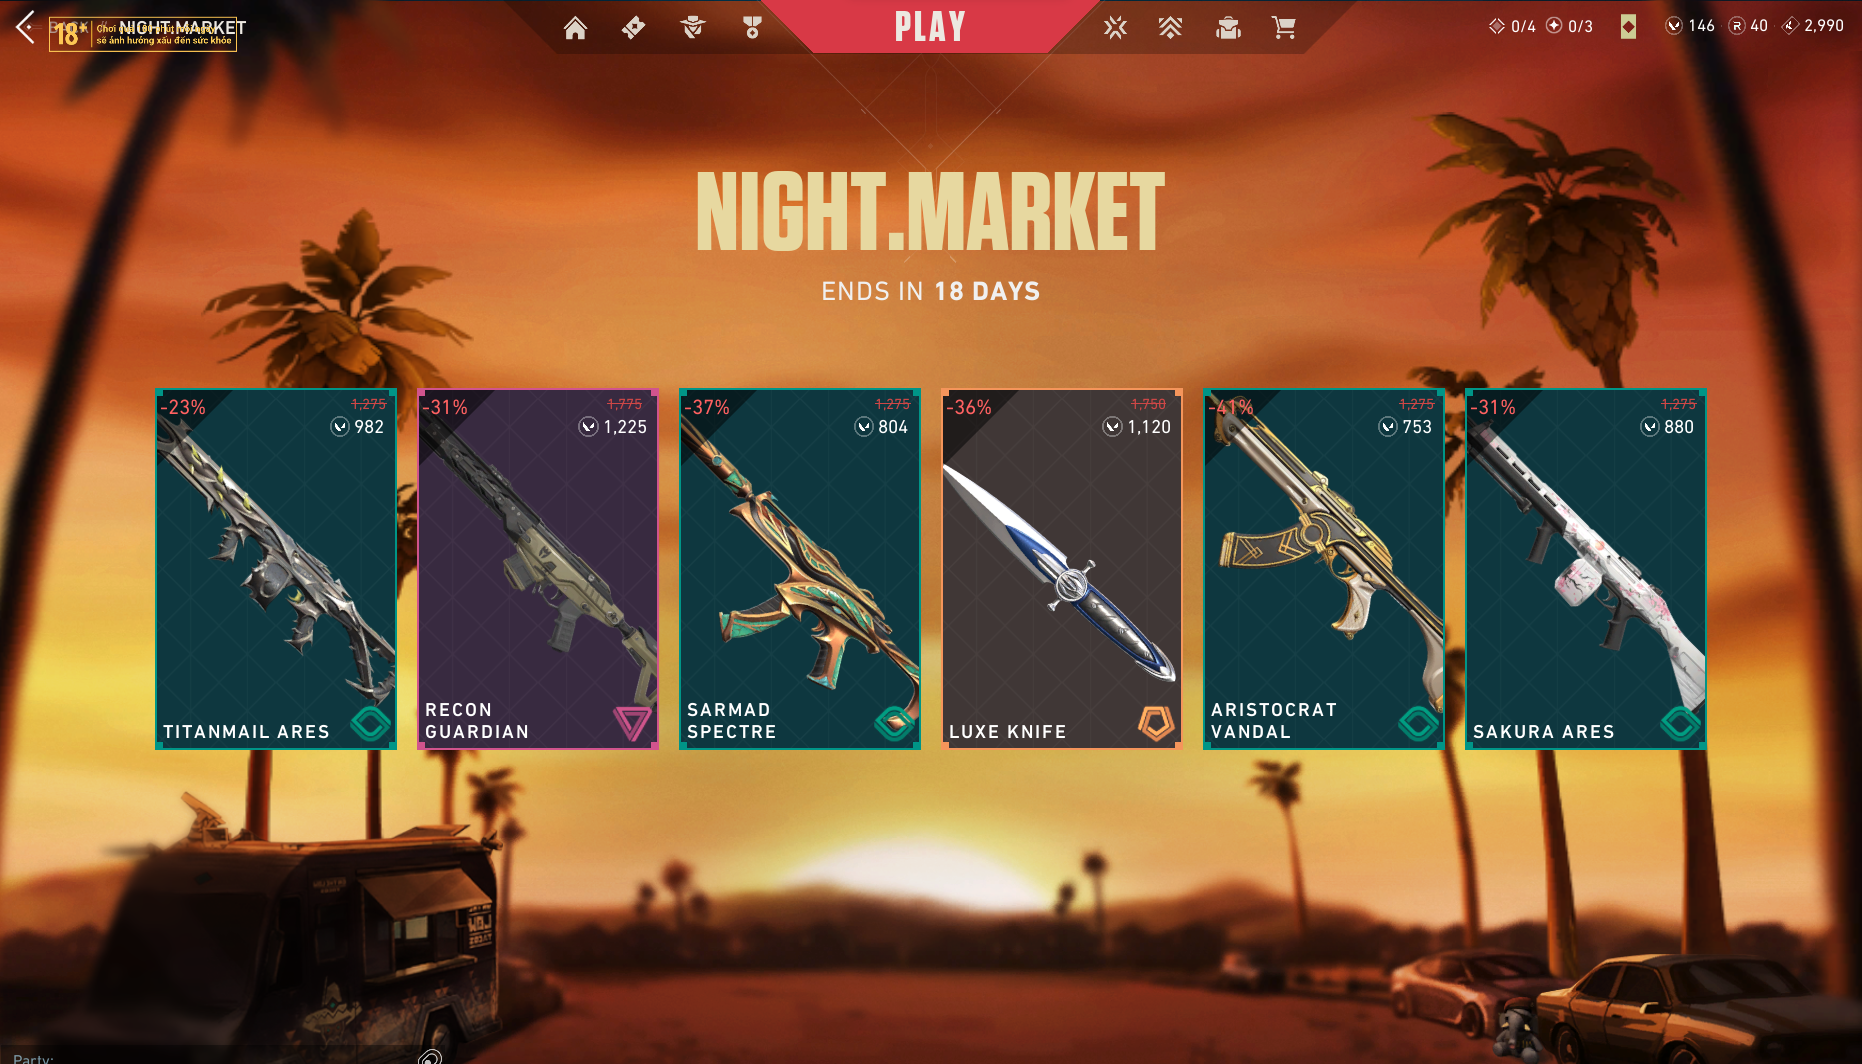 NIGHT.MARKET
18+
sẽ ảnh hưởng xấu đến sức khỏe
PLAY
0/4
0/3
146
40
2,990
NIGHT.MARKET
ENDS IN 18 DAYS
-23%
1,275
982
TITANMAIL ARES
-31%
1,775
1,225
RECON
GUARDIAN
-37%
1,275
804
SARMAD
SPECTRE
-36%
1,750
1,120
LUXE KNIFE
-41%
1,275
753
ARISTOCRAT
VANDAL
-31%
1,275
880
SAKURA ARES
Party: